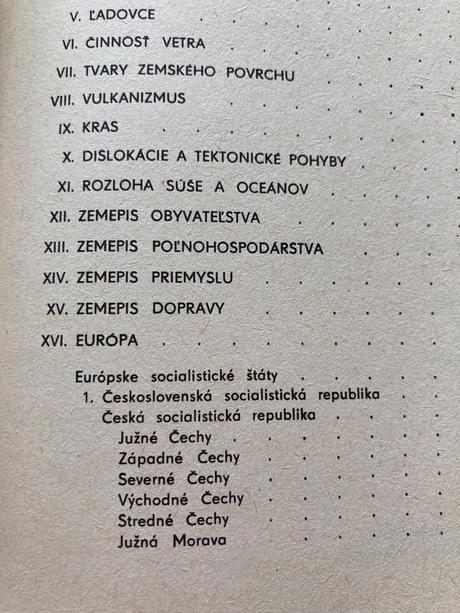 V. ĽADOVCE
VI. ČINNOSŤ VETRA
VII. TVARY ZEMSKÉHO POVRCHU
VIII. VULKANIZMUS
IX. KRAS
X. DISLOKÁCIE A TEKTONICKÉ POHYBY
XI. ROZLOHA SÚŠE A OCEÁNOV
XII. ZEMEPIS OBYVATEĽSTVA
XIII. ZEMEPIS POĽNOHOSPODÁRSTVA
XIV. ZEMEPIS PRIEMYSLU
XV. ZEMEPIS DOPRAVY
XVI. EURÓPA
Európske socialistické štáty
1. Československá socialistická republika
Česká socialistická republika
Južné Čechy
Západné Čechy
Severné Čechy
Východné Čechy
Stredné Čechy
Južná Morava